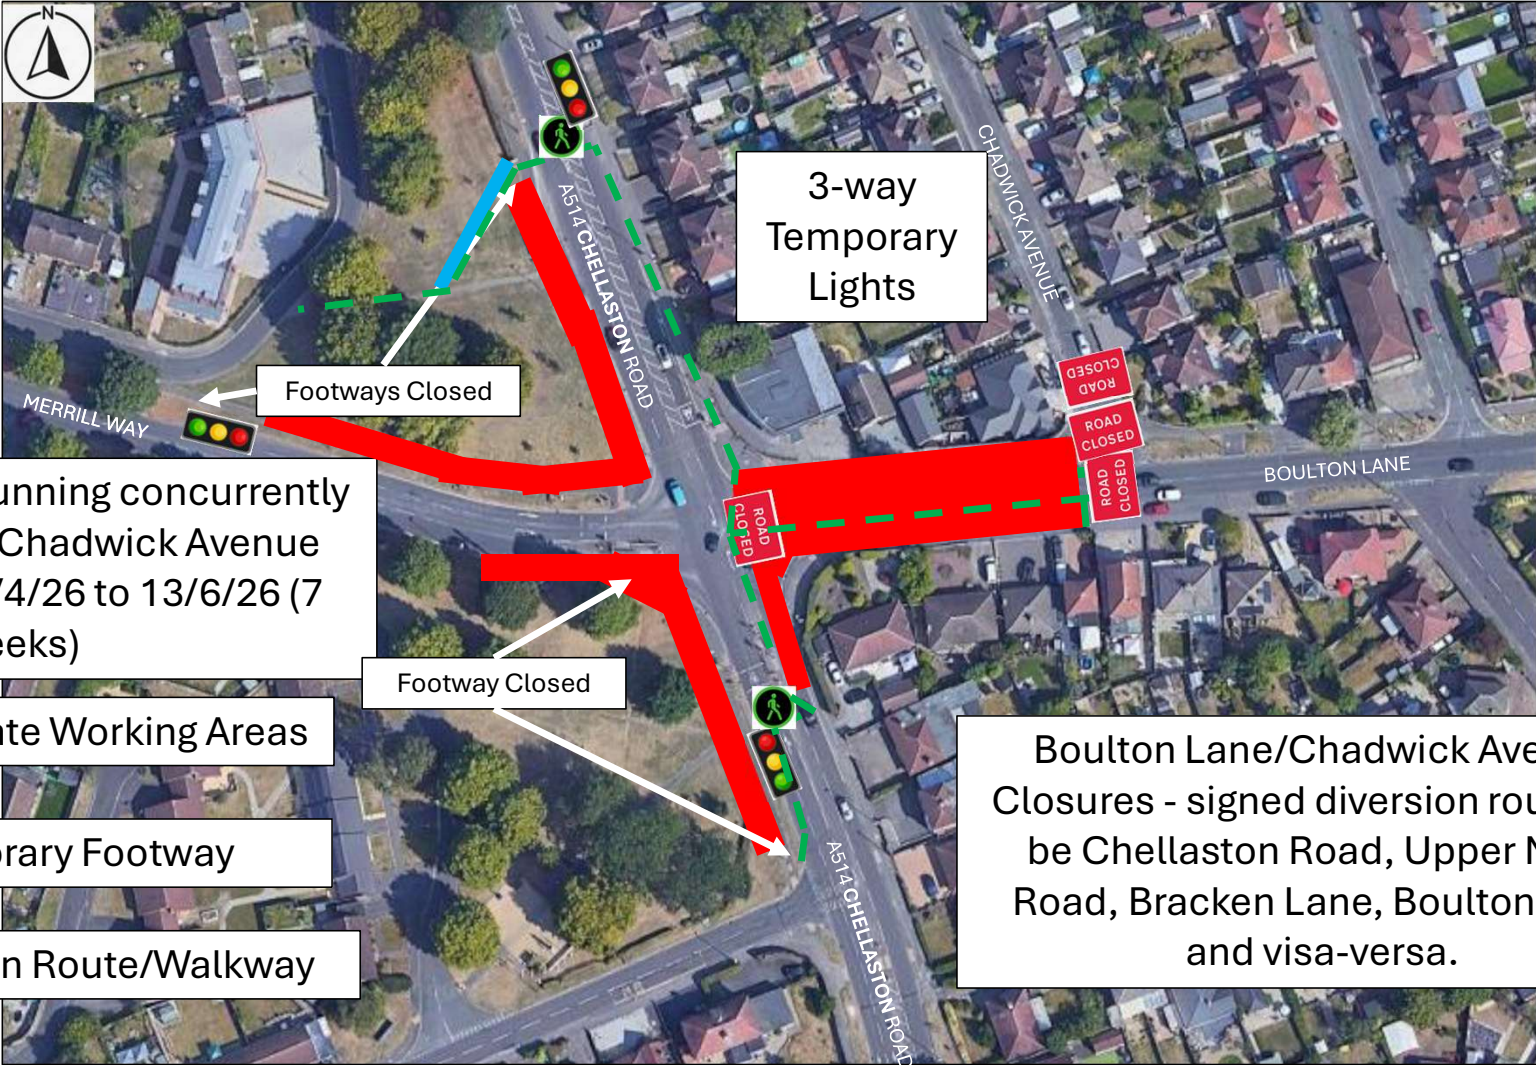 N
CHADWICK AVENUE
3-way
Temporary
Lights
A514 CHELLASTON ROAD
Footways Closed
MERRILL WAY
ROAD
CLOSED
ROAD
CLOSED
ROAD
CLOSED
BOULTON LANE
ROAD
CLOSED
unning concurrently
Chadwick Avenue
/4/26 to 13/6/26 (7
eeks)
Footway Closed
te Working Areas
rary Footway
n Route/Walkway
Boulton Lane/Chadwick Ave
Closures - signed diversion rou
be Chellaston Road, Upper N
Road, Bracken Lane, Boulton
and visa-versa.
A514 CHELLASTON ROAD